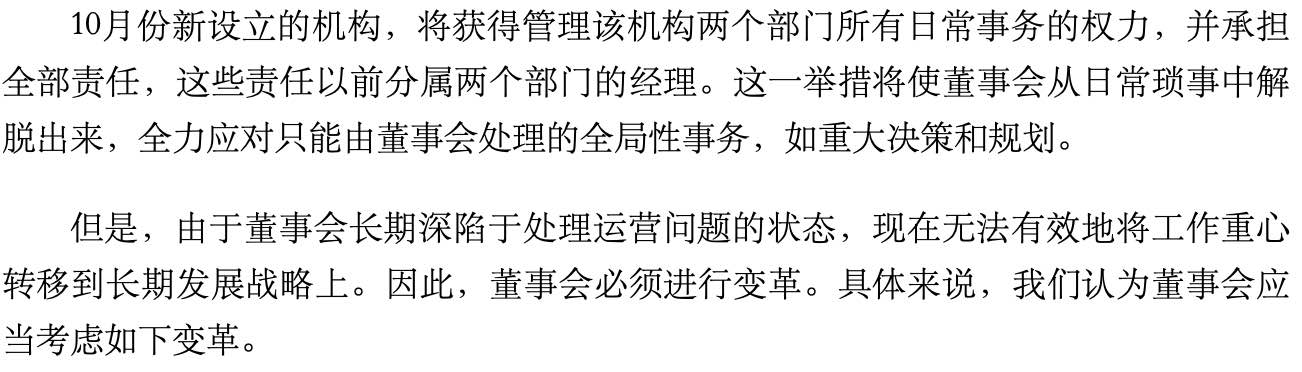 10月份新设立的机构，将获得管理该机构两个部门所有日常事务的权力，并承担
全部责任，这些责任以前分属两个部门的经理。这一举措将使董事会从日常琐事中解
脱出来，全力应对只能由董事会处理的全局性事务，如重大决策和规划。
但是，由于董事会长期深陷于处理运营问题的状态，现在无法有效地将工作重心
转移到长期发展战略上。因此，董事会必须进行变革。具体来说，我们认为董事会应
当考虑如下变革。